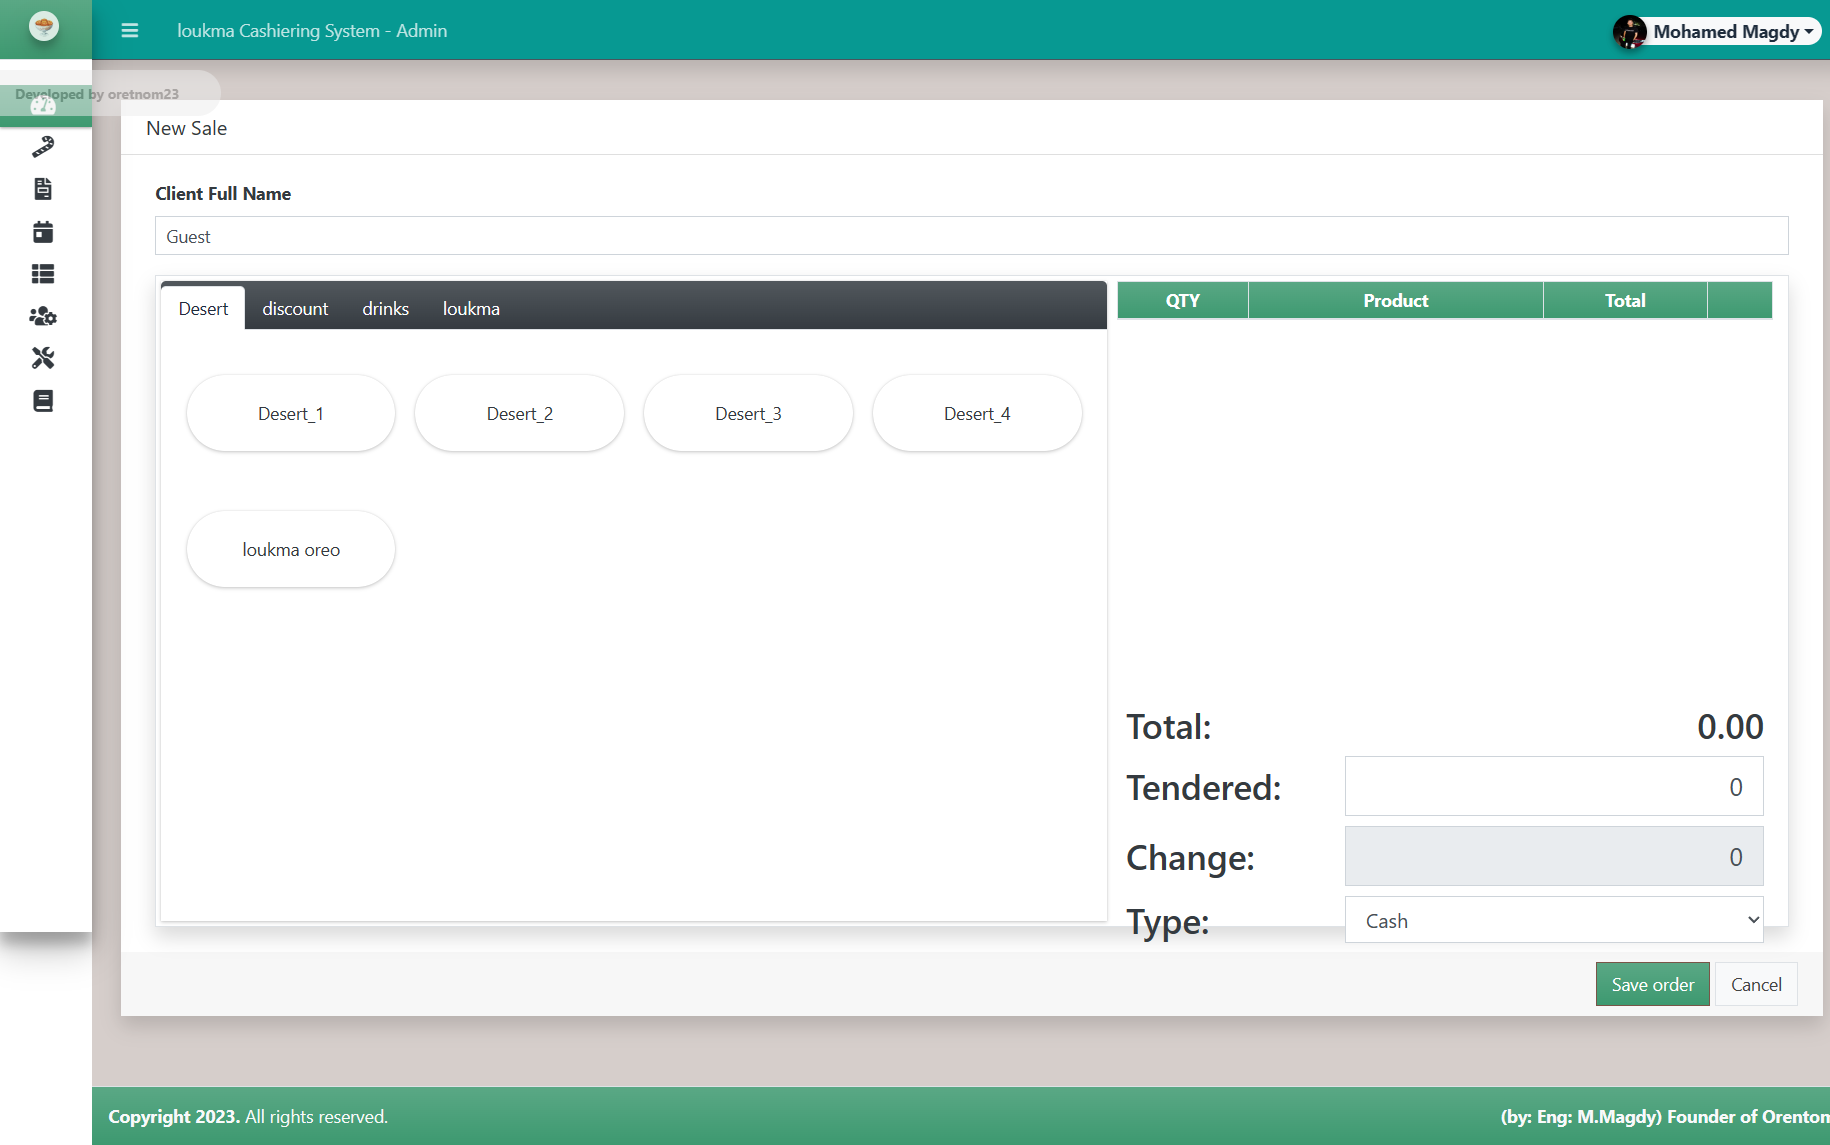 loukma Cashiering System - Admin
Mohamed Magdy
Developed by oretnom23
New Sale
Client Full Name
Guest
Desert discount drinks loukma
QTY Product Total
Desert_1 Desert_2 Desert_3 Desert_4
loukma oreo
Total: 0.00
Tendered: 0
Change: 0
Type: Cash
Save order Cancel
Copyright 2023. All rights reserved.
(by: Eng: M.Magdy) Founder of Orentom